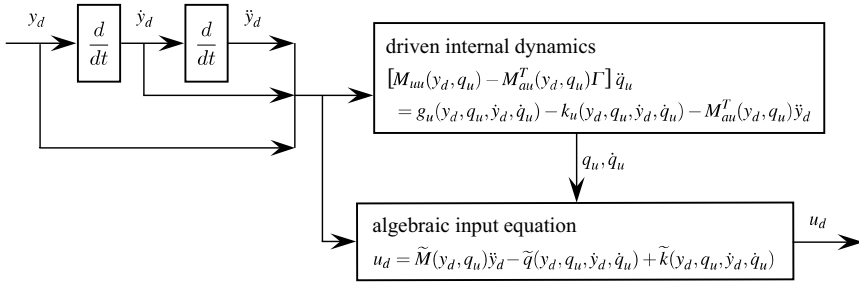 y_d
d/dt
ẏ_d
d/dt
ÿ_d
driven internal dynamics
[M_uu(y_d, q_u) − M_au^T(y_d, q_u)Γ] q̈_u
= g_u(y_d, q_u, ẏ_d, q̇_u) − k_u(y_d, q_u, ẏ_d, q̇_u) − M_au^T(y_d, q_u)ÿ_d
q_u, q̇_u
algebraic input equation
u_d = M̃(y_d, q_u)ÿ_d − q̃(y_d, q_u, ẏ_d, q̇_u) + k̃(y_d, q_u, ẏ_d, q̇_u)
u_d